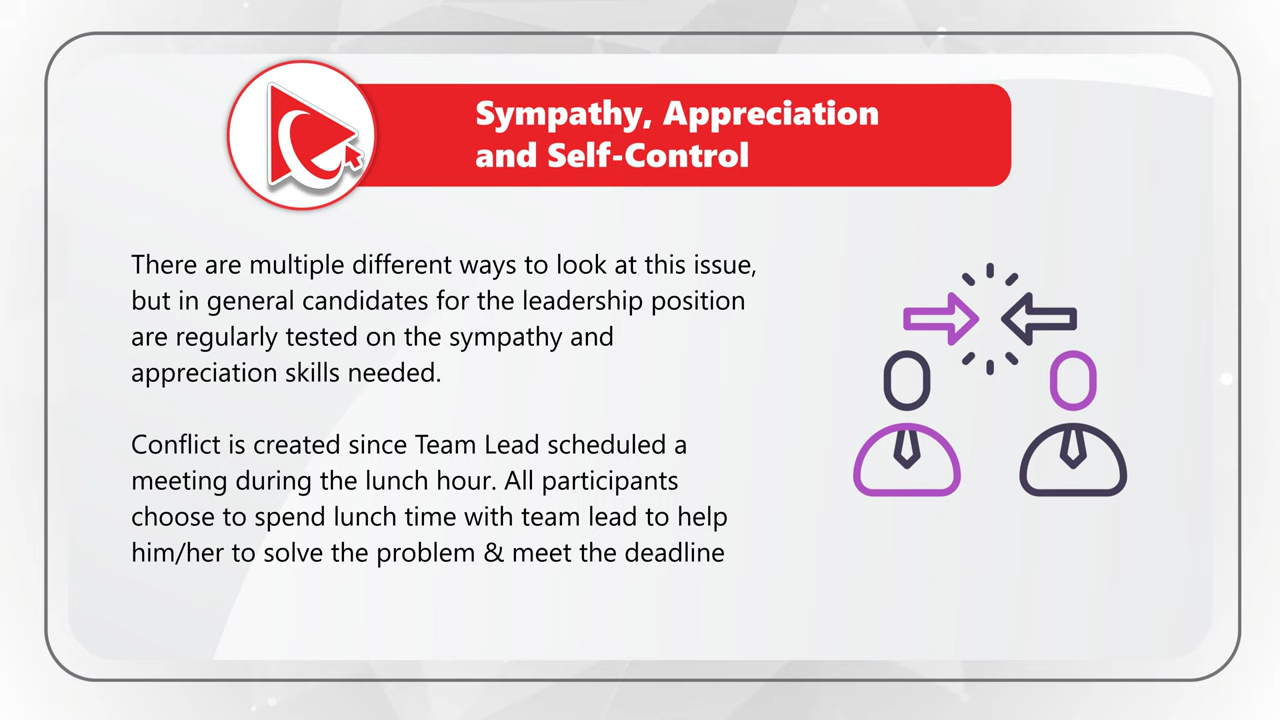 Sympathy, Appreciation
and Self-Control
There are multiple different ways to look at this issue,
but in general candidates for the leadership position
are regularly tested on the sympathy and
appreciation skills needed.
Conflict is created since Team Lead scheduled a
meeting during the lunch hour. All participants
choose to spend lunch time with team lead to help
him/her to solve the problem & meet the deadline